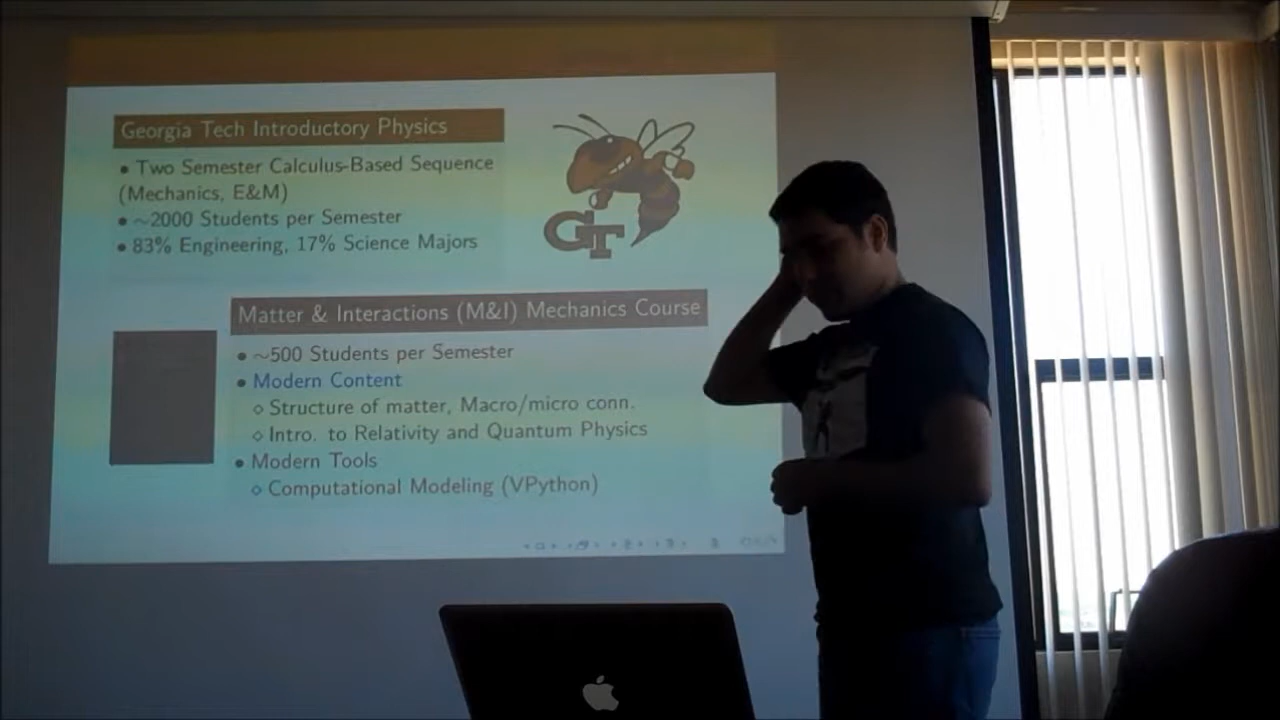 Georgia Tech Introductory Physics
• Two Semester Calculus-Based Sequence
(Mechanics, E&M)
• ~2000 Students per Semester
• 83% Engineering, 17% Science Majors
GT
Matter & Interactions (M&I) Mechanics Course
• ~500 Students per Semester
• Modern Content
⋄ Structure of matter, Macro/micro conn.
⋄ Intro. to Relativity and Quantum Physics
• Modern Tools
⋄ Computational Modeling (VPython)